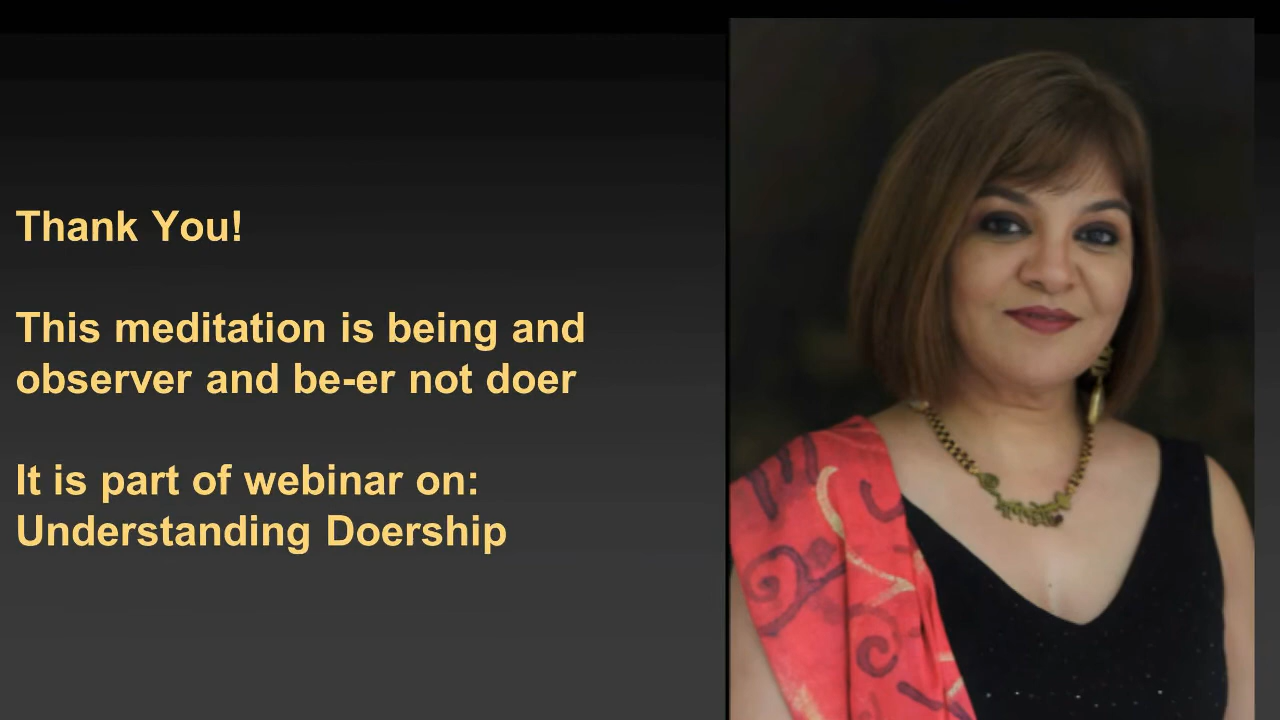 Thank You!
This meditation is being and
observer and be-er not doer
It is part of webinar on:
Understanding Doership